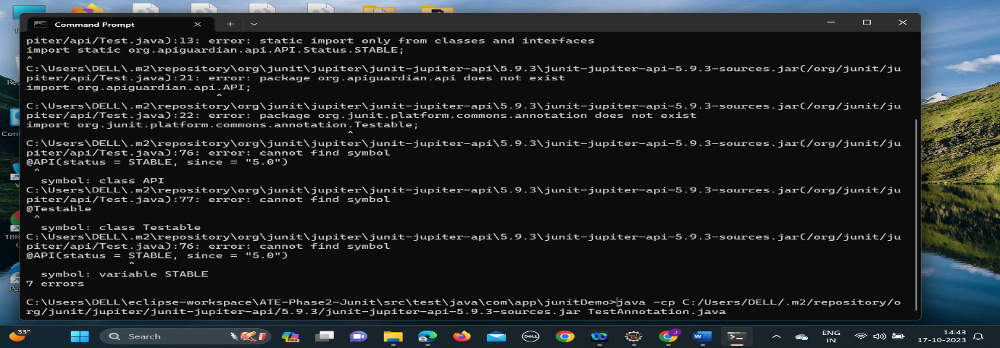 Command Prompt
piter/api/Test.java):13: error: static import only from classes and interfaces
import static org.apiguardian.api.API.Status.STABLE;
^
C:\Users\DELL\.m2\repository\org\junit\jupiter\junit-jupiter-api\5.9.3\junit-jupiter-api-5.9.3-sources.jar(/org/junit/ju
piter/api/Test.java):21: error: package org.apiguardian.api does not exist
import org.apiguardian.api.API;
^
C:\Users\DELL\.m2\repository\org\junit\jupiter\junit-jupiter-api\5.9.3\junit-jupiter-api-5.9.3-sources.jar(/org/junit/ju
piter/api/Test.java):22: error: package org.junit.platform.commons.annotation does not exist
import org.junit.platform.commons.annotation.Testable;
^
C:\Users\DELL\.m2\repository\org\junit\jupiter\junit-jupiter-api\5.9.3\junit-jupiter-api-5.9.3-sources.jar(/org/junit/ju
piter/api/Test.java):76: error: cannot find symbol
@API(status = STABLE, since = "5.0")
^
symbol: class API
C:\Users\DELL\.m2\repository\org\junit\jupiter\junit-jupiter-api\5.9.3\junit-jupiter-api-5.9.3-sources.jar(/org/junit/ju
piter/api/Test.java):77: error: cannot find symbol
@Testable
^
symbol: class Testable
C:\Users\DELL\.m2\repository\org\junit\jupiter\junit-jupiter-api\5.9.3\junit-jupiter-api-5.9.3-sources.jar(/org/junit/ju
piter/api/Test.java):76: error: cannot find symbol
@API(status = STABLE, since = "5.0")
^
symbol: variable STABLE
7 errors
C:\Users\DELL\eclipse-workspace\ATE-Phase2-Junit\src\test\java\com\app\junitDemo>java -cp C:/Users/DELL/.m2/repository/o
rg/junit/jupiter/junit-jupiter-api/5.9.3/junit-jupiter-api-5.9.3-sources.jar TestAnnotation.java
33°
Search
PRE
DELL
J
ENG
IN
14:43
17-10-2023